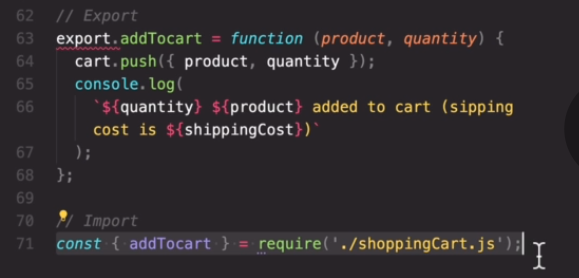 62 // Export
63 export.addTocart = function (product, quantity) {
64 cart.push({ product, quantity });
65 console.log(
66 `${quantity} ${product} added to cart (sipping
cost is ${shippingCost})`
67 );
68 };
69
70 // Import
71 const { addTocart } = require('./shoppingCart.js');